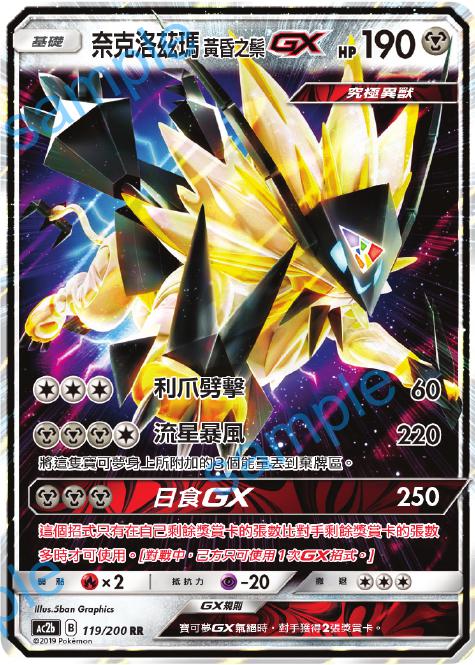 基礎 奈克洛茲瑪 黃昏之鬃 GX HP 190
究極異獸
利爪劈擊 60
流星暴風 220
將這隻寶可夢身上所附加的3個能量丟到棄牌區。
日食GX 250
這個招式只有在自己剩餘獎賞卡的張數比對手剩餘獎賞卡的張數
多時才可使用。[對戰中,己方只可使用1次GX招式。]
弱點 ×2 抵抗力 -20 撤退
Illus.5ban Graphics
GX規則
ac2b B 119/200 RR
寶可夢GX氣絕時,對手獲得2張獎賞卡。
©2019 Pokémon
sample
sample
sample
sample